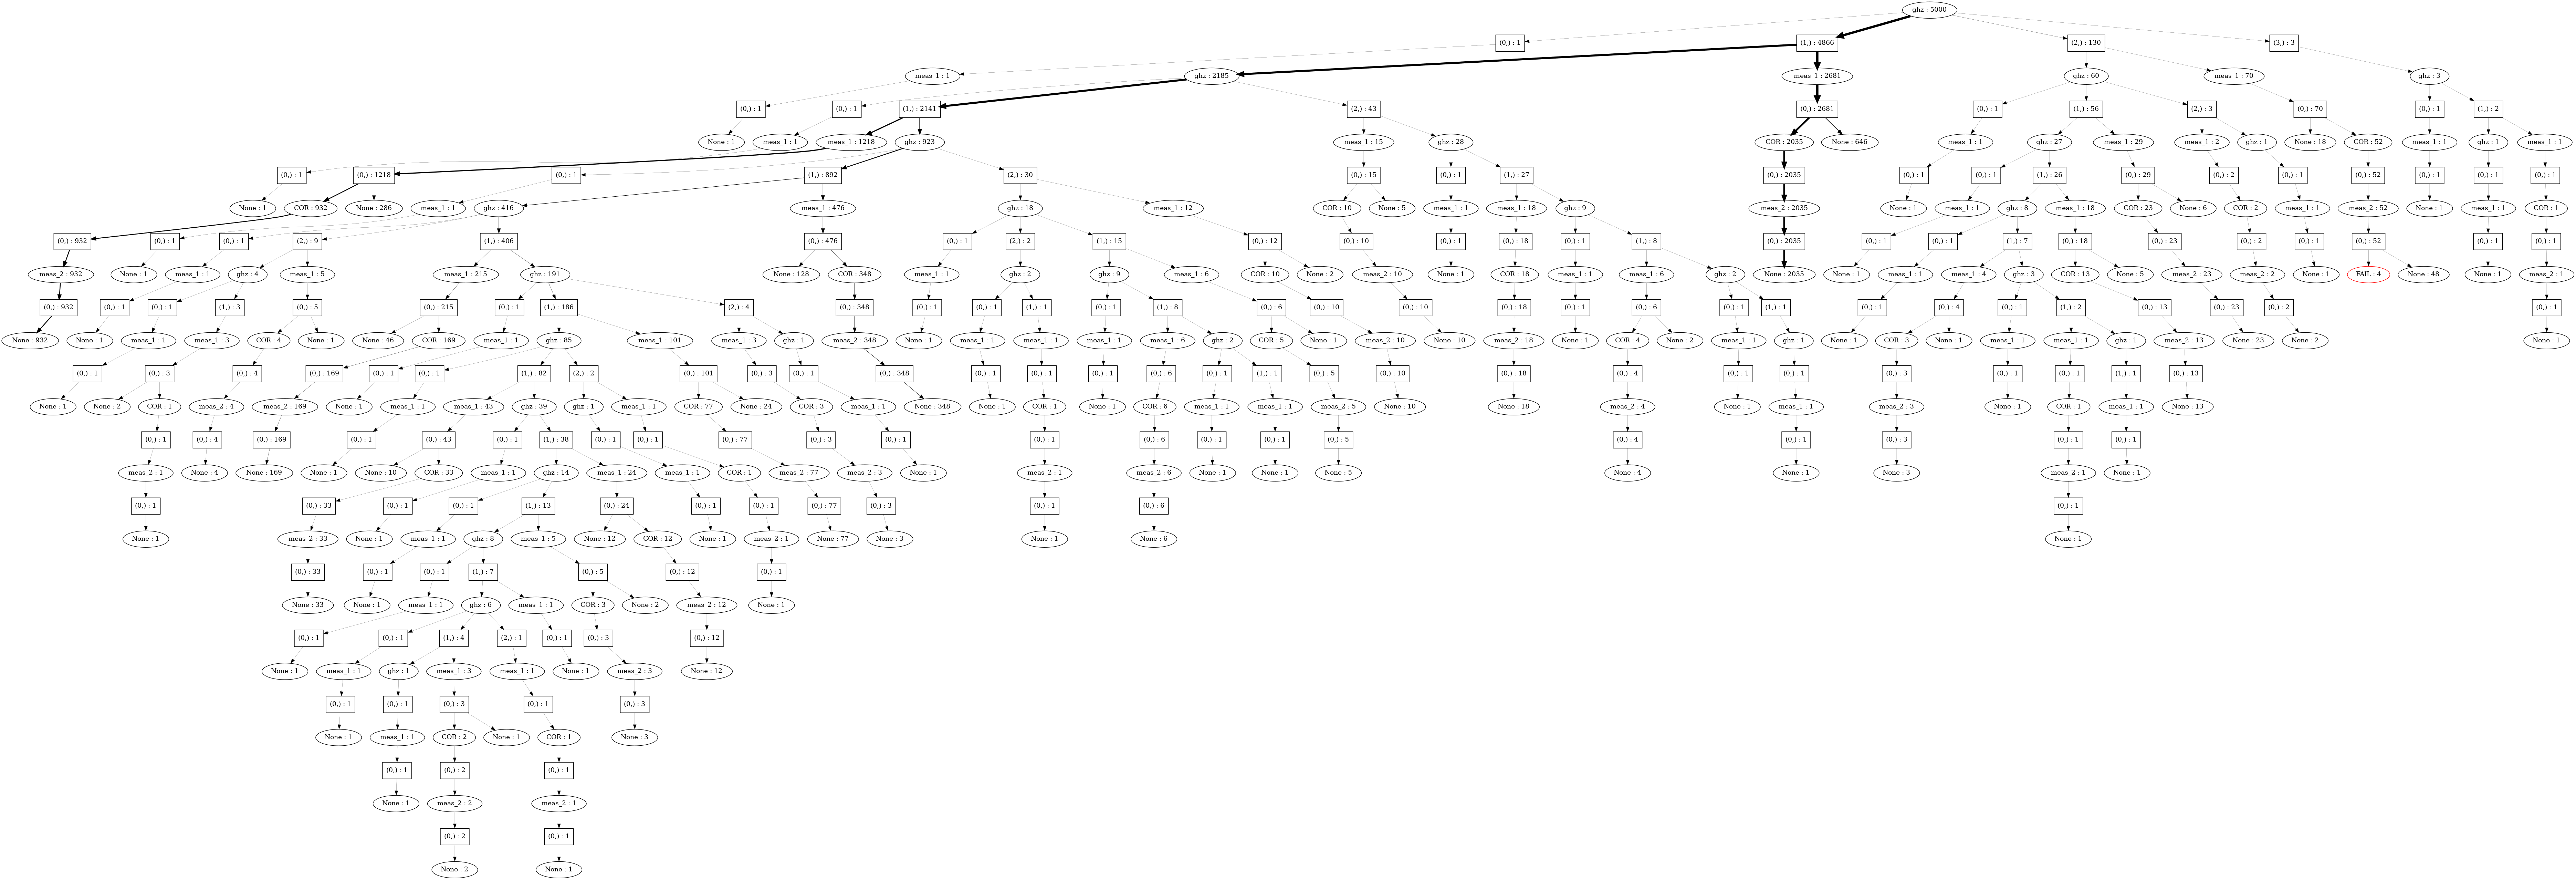 ghz : 5000
(0,) : 1 (1,) : 4866 (2,) : 130 (3,) : 3
meas_1 : 1 ghz : 2185 meas_1 : 2681 ghz : 60 meas_1 : 70 ghz : 3
(0,) : 1 (0,) : 1 (1,) : 2141 (2,) : 43 (0,) : 2681 (0,) : 1 (1,) : 56 (2,) : 3 (0,) : 70 (0,) : 1 (1,) : 2
None : 1 meas_1 : 1 meas_1 : 1218 ghz : 923 meas_1 : 15 ghz : 28 COR : 2035 None : 646 meas_1 : 1 ghz : 27 meas_1 : 29 meas_1 : 2 ghz : 1 None : 18 COR : 52 meas_1 : 1 ghz : 1 meas_1 : 1
(0,) : 1 (0,) : 1218 (0,) : 1 (1,) : 892 (2,) : 30 (0,) : 15 (0,) : 1 (1,) : 27 (0,) : 2035 (0,) : 1 (0,) : 1 (1,) : 26 (0,) : 29 (0,) : 2 (0,) : 1 (0,) : 52 (0,) : 1 (0,) : 1 (0,) : 1
None : 1 COR : 932 None : 286 meas_1 : 1 ghz : 416 meas_1 : 476 ghz : 18 meas_1 : 12 COR : 10 None : 5 meas_1 : 1 meas_1 : 18 ghz : 9 meas_2 : 2035 None : 1 meas_1 : 1 ghz : 8 meas_1 : 18 COR : 23 None : 6 COR : 2 meas_1 : 1 meas_2 : 52 None : 1 meas_1 : 1 COR : 1
(0,) : 932 (0,) : 1 (0,) : 1 (2,) : 9 (1,) : 406 (0,) : 476 (0,) : 1 (2,) : 2 (1,) : 15 (0,) : 12 (0,) : 10 (0,) : 1 (0,) : 18 (0,) : 1 (1,) : 8 (0,) : 2035 (0,) : 1 (0,) : 1 (1,) : 7 (0,) : 18 (0,) : 23 (0,) : 2 (0,) : 1 (0,) : 52 (0,) : 1 (0,) : 1
meas_2 : 932 None : 1 meas_1 : 1 ghz : 4 meas_1 : 5 meas_1 : 215 ghz : 191 None : 128 COR : 348 meas_1 : 1 ghz : 2 ghz : 9 meas_1 : 6 COR : 10 None : 2 meas_2 : 10 None : 1 COR : 18 meas_1 : 1 meas_1 : 6 ghz : 2 None : 2035 None : 1 meas_1 : 1 meas_1 : 4 ghz : 3 COR : 13 None : 5 meas_2 : 23 meas_2 : 2 None : 1 FAIL : 4 None : 48 None : 1 meas_2 : 1
(0,) : 932 (0,) : 1 (0,) : 1 (1,) : 3 (0,) : 5 (0,) : 215 (0,) : 1 (1,) : 186 (2,) : 4 (0,) : 348 (0,) : 1 (0,) : 1 (1,) : 1 (0,) : 1 (1,) : 8 (0,) : 6 (0,) : 10 (0,) : 10 (0,) : 18 (0,) : 1 (0,) : 6 (0,) : 1 (1,) : 1 (0,) : 1 (0,) : 4 (0,) : 1 (1,) : 2 (0,) : 13 (0,) : 23 (0,) : 2 (0,) : 1
None : 932 None : 1 meas_1 : 1 meas_1 : 3 COR : 4 None : 1 None : 46 COR : 169 meas_1 : 1 ghz : 85 meas_1 : 101 meas_1 : 3 ghz : 1 meas_2 : 348 None : 1 meas_1 : 1 meas_1 : 1 meas_1 : 1 meas_1 : 6 ghz : 2 COR : 5 None : 1 meas_2 : 10 None : 10 meas_2 : 18 None : 1 COR : 4 None : 2 meas_1 : 1 ghz : 1 None : 1 COR : 3 None : 1 meas_1 : 1 meas_1 : 1 ghz : 1 meas_2 : 13 None : 23 None : 2 None : 1
(0,) : 1 (0,) : 3 (0,) : 4 (0,) : 169 (0,) : 1 (0,) : 1 (1,) : 82 (2,) : 2 (0,) : 101 (0,) : 3 (0,) : 1 (0,) : 348 (0,) : 1 (0,) : 1 (0,) : 1 (0,) : 6 (0,) : 1 (1,) : 1 (0,) : 5 (0,) : 10 (0,) : 18 (0,) : 4 (0,) : 1 (0,) : 1 (0,) : 3 (0,) : 1 (0,) : 1 (1,) : 1 (0,) : 13
None : 1 None : 2 COR : 1 meas_2 : 4 meas_2 : 169 None : 1 meas_1 : 1 meas_1 : 43 ghz : 39 ghz : 1 meas_1 : 1 COR : 77 None : 24 COR : 3 meas_1 : 1 None : 348 None : 1 COR : 1 None : 1 COR : 6 meas_1 : 1 meas_1 : 1 meas_2 : 5 None : 10 None : 18 meas_2 : 4 None : 1 meas_1 : 1 meas_2 : 3 None : 1 COR : 1 meas_1 : 1 None : 13
(0,) : 1 (0,) : 4 (0,) : 169 (0,) : 1 (0,) : 43 (0,) : 1 (1,) : 38 (0,) : 1 (0,) : 1 (0,) : 77 (0,) : 3 (0,) : 1 (0,) : 1 (0,) : 6 (0,) : 1 (0,) : 1 (0,) : 5 (0,) : 4 (0,) : 1 (0,) : 3 (0,) : 1 (0,) : 1
meas_2 : 1 None : 4 None : 169 None : 1 None : 10 COR : 33 meas_1 : 1 ghz : 14 meas_1 : 24 meas_1 : 1 COR : 1 meas_2 : 77 meas_2 : 3 None : 1 meas_2 : 1 meas_2 : 6 None : 1 None : 1 None : 5 None : 4 None : 1 None : 3 meas_2 : 1 None : 1
(0,) : 1 (0,) : 33 (0,) : 1 (0,) : 1 (1,) : 13 (0,) : 24 (0,) : 1 (0,) : 1 (0,) : 77 (0,) : 3 (0,) : 1 (0,) : 6 (0,) : 1
None : 1 meas_2 : 33 None : 1 meas_1 : 1 ghz : 8 meas_1 : 5 None : 12 COR : 12 None : 1 meas_2 : 1 None : 77 None : 3 None : 1 None : 6 None : 1
(0,) : 33 (0,) : 1 (0,) : 1 (1,) : 7 (0,) : 5 (0,) : 12 (0,) : 1
None : 33 None : 1 meas_1 : 1 ghz : 6 meas_1 : 1 COR : 3 None : 2 meas_2 : 12 None : 1
(0,) : 1 (0,) : 1 (1,) : 4 (2,) : 1 (0,) : 1 (0,) : 3 (0,) : 12
None : 1 meas_1 : 1 ghz : 1 meas_1 : 3 meas_1 : 1 None : 1 meas_2 : 3 None : 12
(0,) : 1 (0,) : 1 (0,) : 3 (0,) : 1 (0,) : 3
None : 1 meas_1 : 1 COR : 2 None : 1 COR : 1 None : 3
(0,) : 1 (0,) : 2 (0,) : 1
None : 1 meas_2 : 2 meas_2 : 1
(0,) : 2 (0,) : 1
None : 2 None : 1